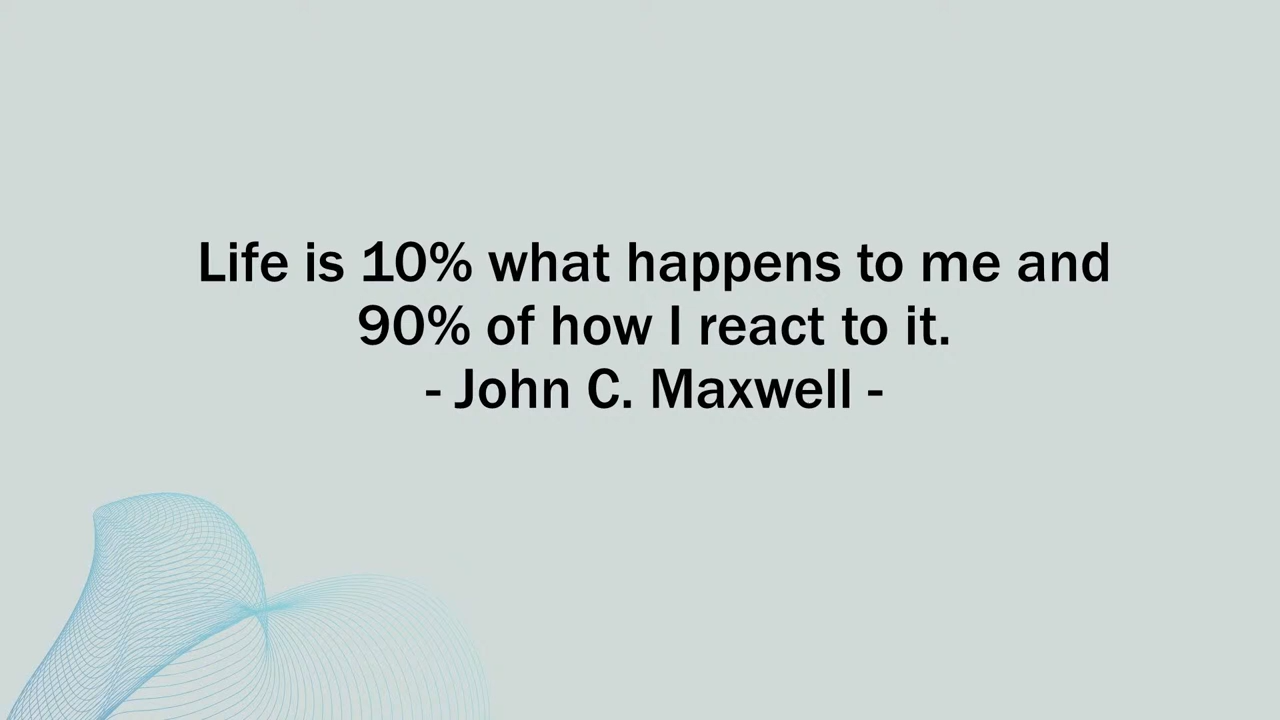 Life is 10% what happens to me and
90% of how I react to it.
- John C. Maxwell -